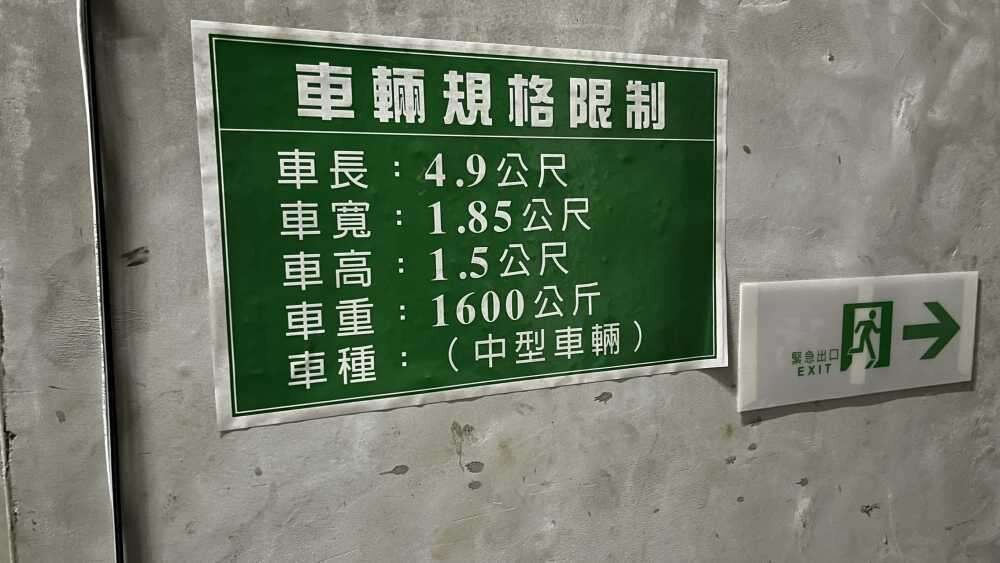 車輛規格限制
車長：4.9公尺
車寬：1.85公尺
車高：1.5公尺
車重：1600公斤
車種：（中型車輛）
緊急出口
EXIT